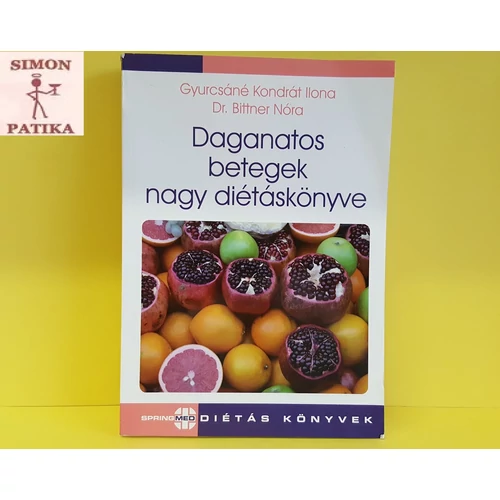 SIMON
PATIKA
Gyurcsáné Kondrát Ilona
Dr. Bittner Nóra
Daganatos
betegek
nagy diétáskönyve
SPRINGMED DIÉTÁS KÖNYVEK